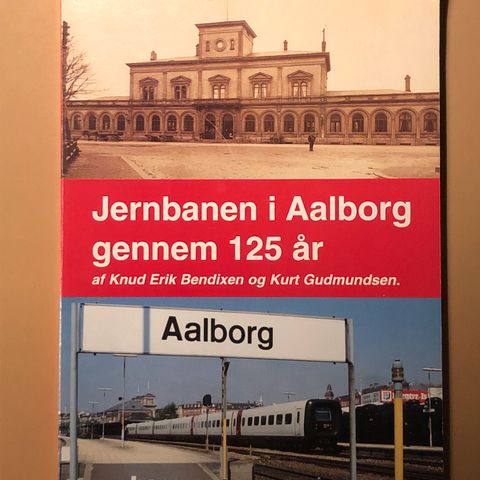 Jernbanen i Aalborg
gennem 125 år
af Knud Erik Bendixen og Kurt Gudmundsen.
Aalborg